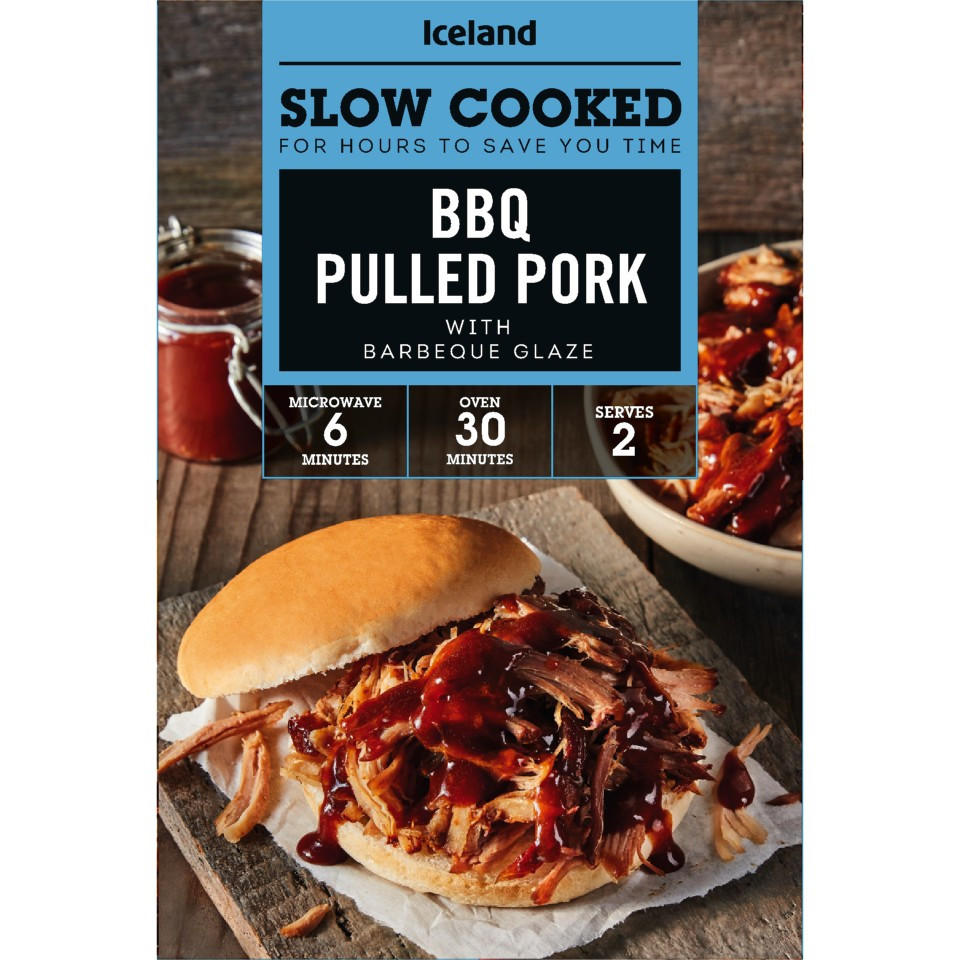 Iceland
SLOW COOKED
FOR HOURS TO SAVE YOU TIME
BBQ
PULLED PORK
WITH
BARBEQUE GLAZE
MICROWAVE
6
MINUTES
OVEN
30
MINUTES
SERVES
2